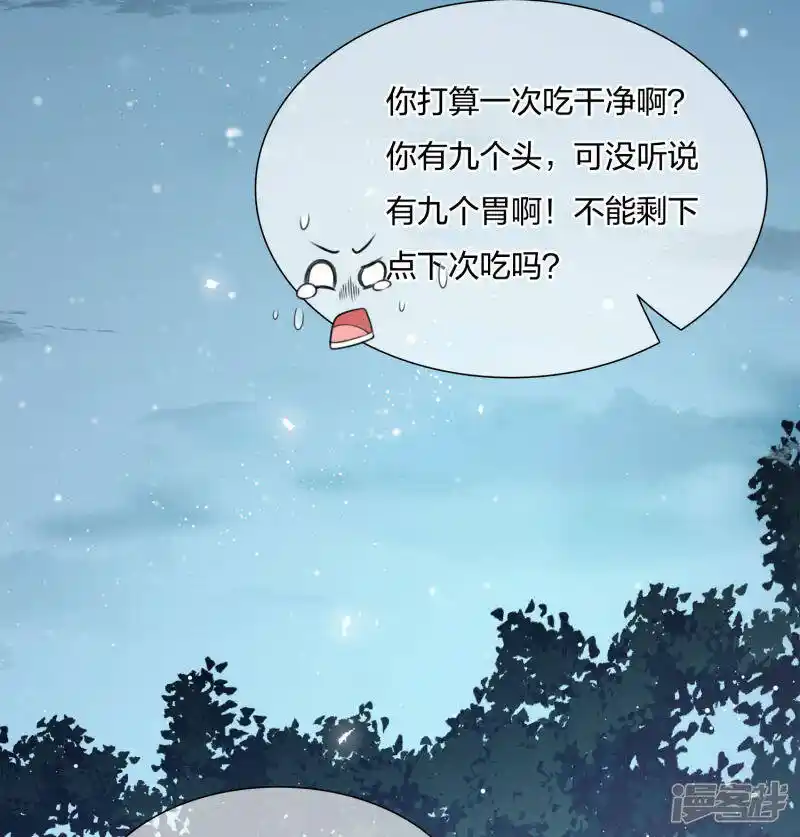 你打算一次吃干净啊?
你有九个头，可没听说
有九个胃啊！不能剩下
点下次吃吗?
漫客栈